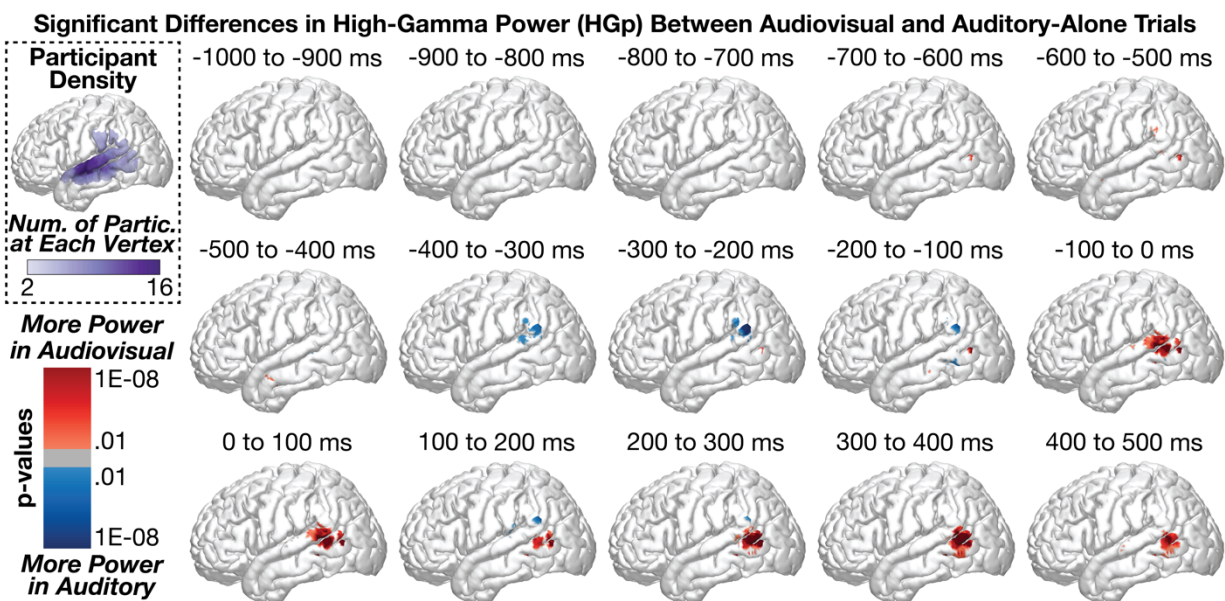 Significant Differences in High-Gamma Power (HGp) Between Audiovisual and Auditory-Alone Trials
Participant
Density
Num. of Partic.
at Each Vertex
2 16
More Power
in Audiovisual
1E-08
.01
p-values
.01
1E-08
More Power
in Auditory
-1000 to -900 ms
-900 to -800 ms
-800 to -700 ms
-700 to -600 ms
-600 to -500 ms
-500 to -400 ms
-400 to -300 ms
-300 to -200 ms
-200 to -100 ms
-100 to 0 ms
0 to 100 ms
100 to 200 ms
200 to 300 ms
300 to 400 ms
400 to 500 ms